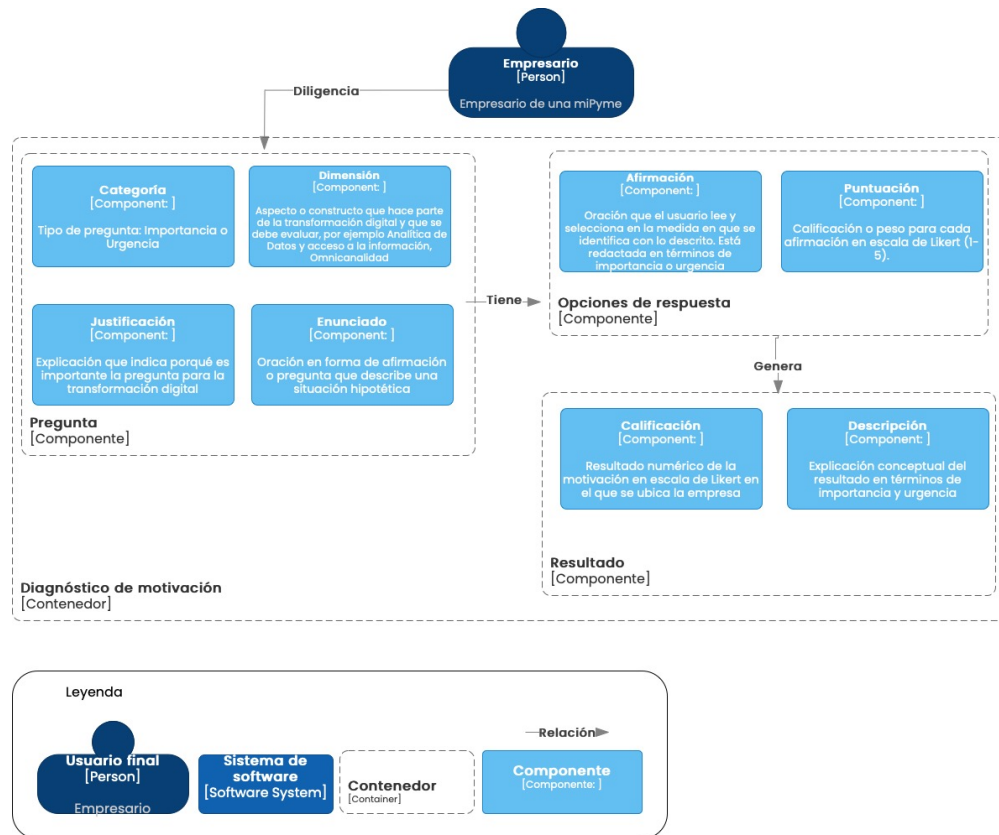 Empresario
[Person]
Empresario de una miPyme
Diligencia
Categoría
[Component: ]
Tipo de pregunta: Importancia o
Urgencia
Dimensión
[Component: ]
Aspecto o constructo que hace parte
de la transformación digital y que se
debe evaluar, por ejemplo Analítica de
Datos y acceso a la información,
Omnicanalidad
Justificación
[Component: ]
Explicación que indica porqué es
importante la pregunta para la
transformación digital
Enunciado
[Component: ]
Oración en forma de afirmación
o pregunta que describe una
situación hipotética
Pregunta
[Componente]
Tiene
Afirmación
[Component: ]
Oración que el usuario lee y
selecciona en la medida en que se
identifica con lo descrito. Está
redactada en términos de
importancia o urgencia
Puntuación
[Component: ]
Calificación o peso para cada
afirmación en escala de Likert (1-
5).
Opciones de respuesta
[Componente]
Genera
Calificación
[Component: ]
Resultado numérico de la
motivación en escala de Likert en
el que se ubica la empresa
Descripción
[Component: ]
Explicación conceptual del
resultado en términos de
importancia y urgencia
Resultado
[Componente]
Diagnóstico de motivación
[Contenedor]
Leyenda
Usuario final
[Person]
Empresario
Sistema de
software
[Software System]
Contenedor
[Container]
Relación
Componente
[Componente: ]